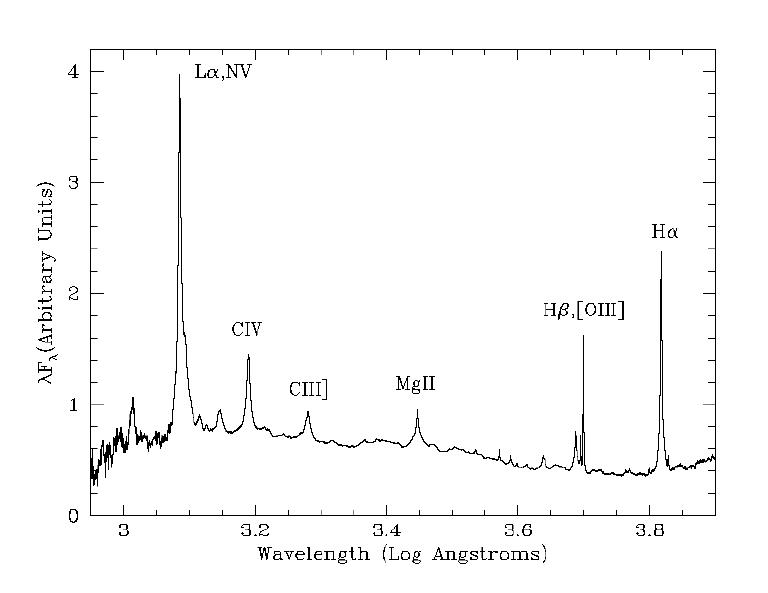 4
Lα,NV
3
Hα
2
Hβ,[OIII]
CIV
MgII
CIII]
1
0
3
3.2
3.4
3.6
3.8
λFλ(Arbitrary Units)
Wavelength (Log Angstroms)